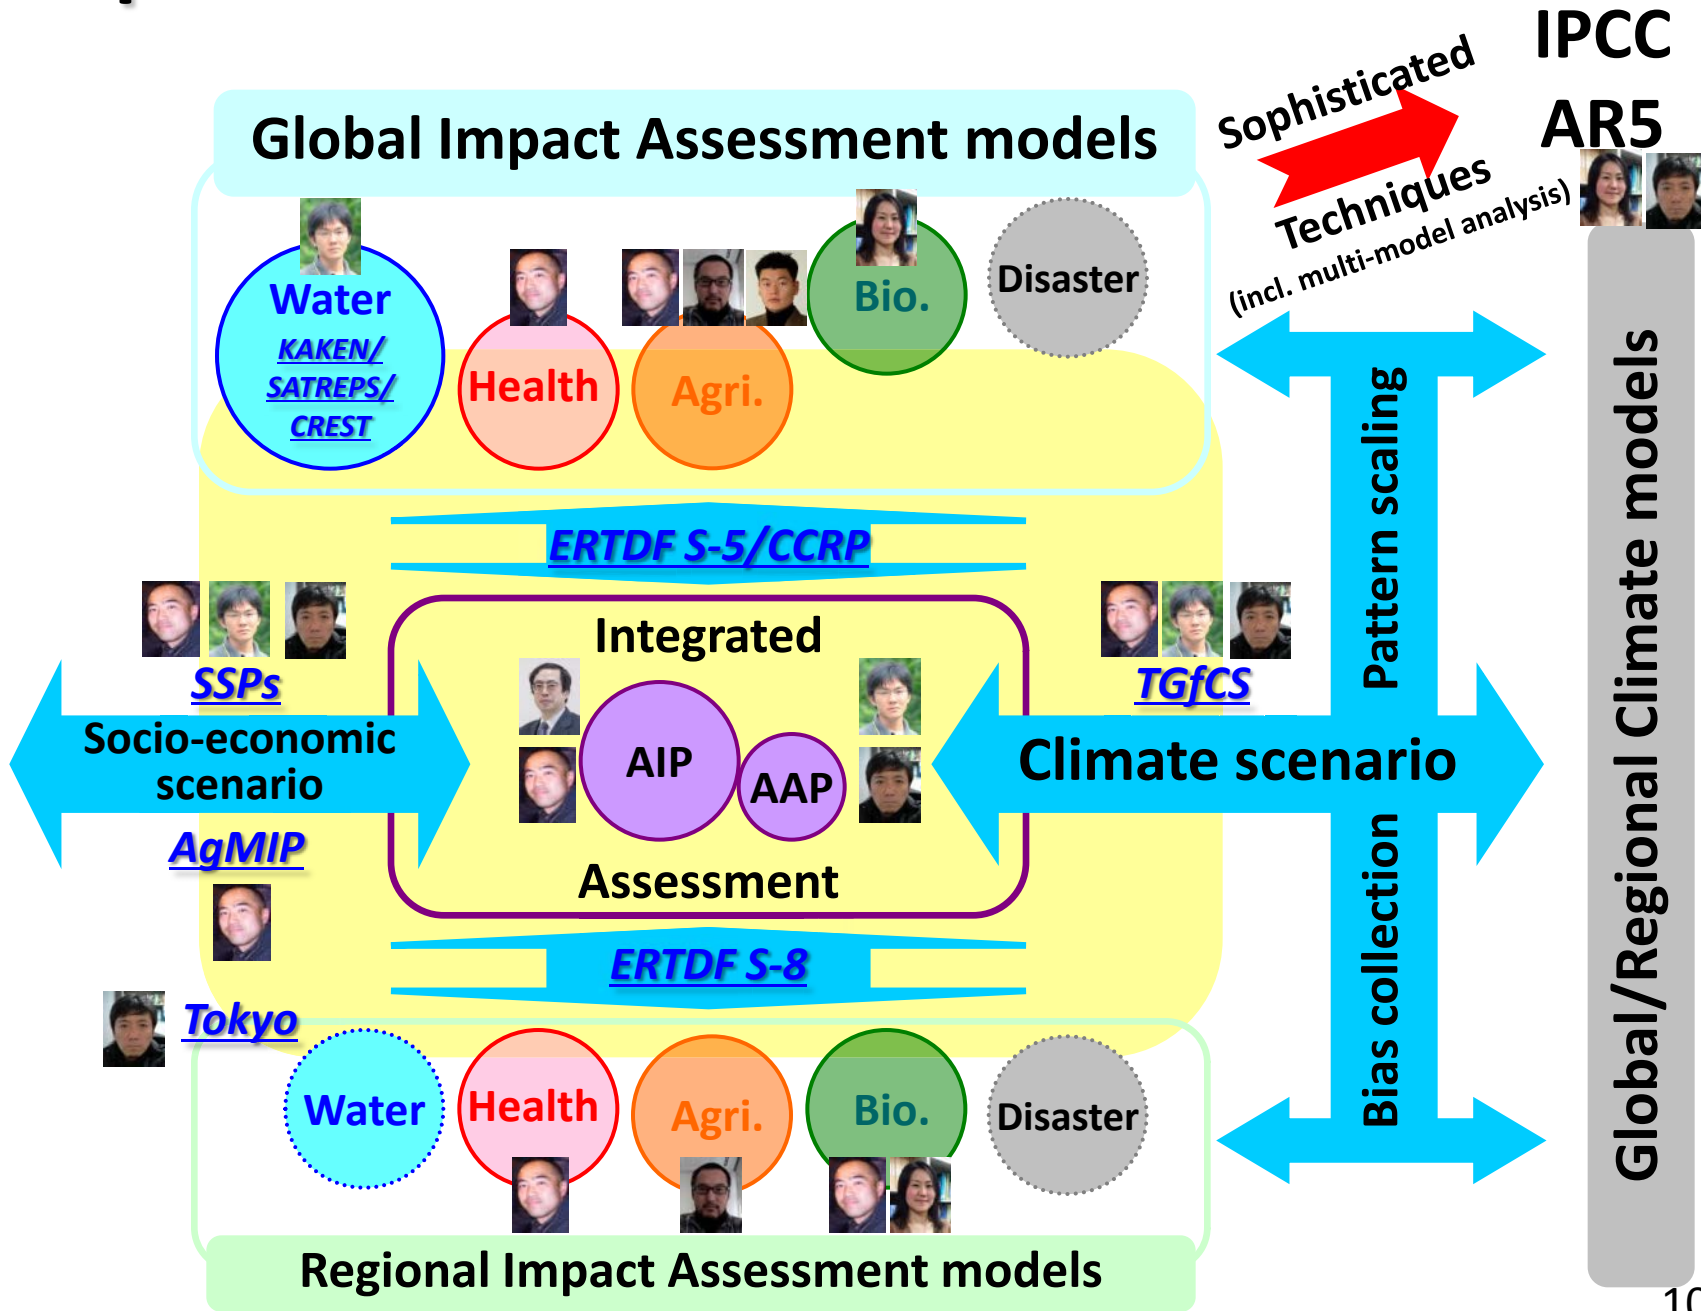 IPCC
AR5
Sophisticated
Techniques
(incl. multi-model analysis)
Global Impact Assessment models
Water
KAKEN/
SATREPS/
CREST
Health
Agri.
Bio.
Disaster
ERTDF S-5/CCRP
Integrated
Assessment
AIP
AAP
SSPs
Socio-economic
scenario
AgMIP
TGfCS
Climate scenario
Pattern scaling
Bias collection
Global/Regional Climate models
ERTDF S-8
Tokyo
Water
Health
Agri.
Bio.
Disaster
Regional Impact Assessment models
10